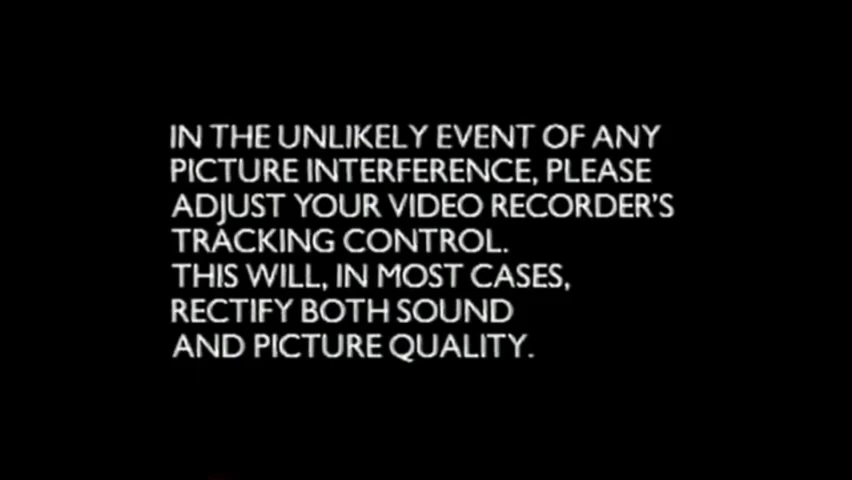 IN THE UNLIKELY EVENT OF ANY
PICTURE INTERFERENCE, PLEASE
ADJUST YOUR VIDEO RECORDER'S
TRACKING CONTROL.
THIS WILL, IN MOST CASES,
RECTIFY BOTH SOUND
AND PICTURE QUALITY.